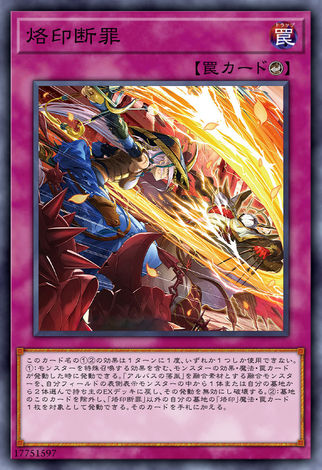 烙印断罪
トラップ
罠
【罠カード】
このカード名の①②の効果は1ターンに1度、いずれか1つしか使用できない。
①:モンスターを特殊召喚する効果を含む、モンスターの効果・魔法・罠カード
が発動した時に発動できる。「アルバスの落胤」を融合素材とする融合モンスタ
ーを、自分フィールドの表側表示モンスターの中から1体または自分の墓地か
ら2体選んで持ち主のEXデッキに戻し、その発動を無効にし破壊する。②:墓地
のこのカードを除外し、「烙印断罪」以外の自分の墓地の「烙印」魔法・罠カード
1枚を対象として発動できる。そのカードを手札に加える。
17751597